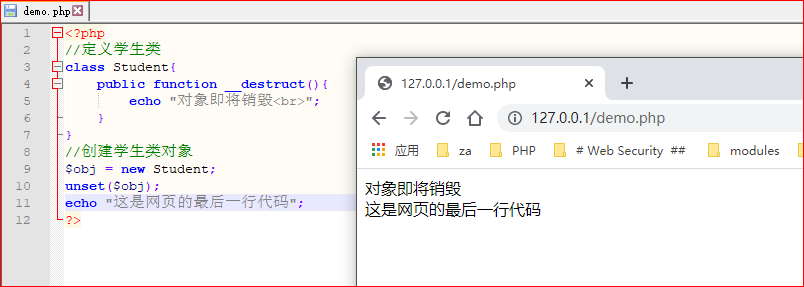 demo.php
1 <?php
2 //定义学生类
3 class Student{
4 public function __destruct(){
5 echo "对象即将销毁<br>";
6 }
7 }
8 //创建学生类对象
9 $obj = new Student;
10 unset($obj);
11 echo "这是网页的最后一行代码";
12 ?>
127.0.0.1/demo.php
127.0.0.1/demo.php
应用 za PHP # Web Security ## modules
对象即将销毁
这是网页的最后一行代码